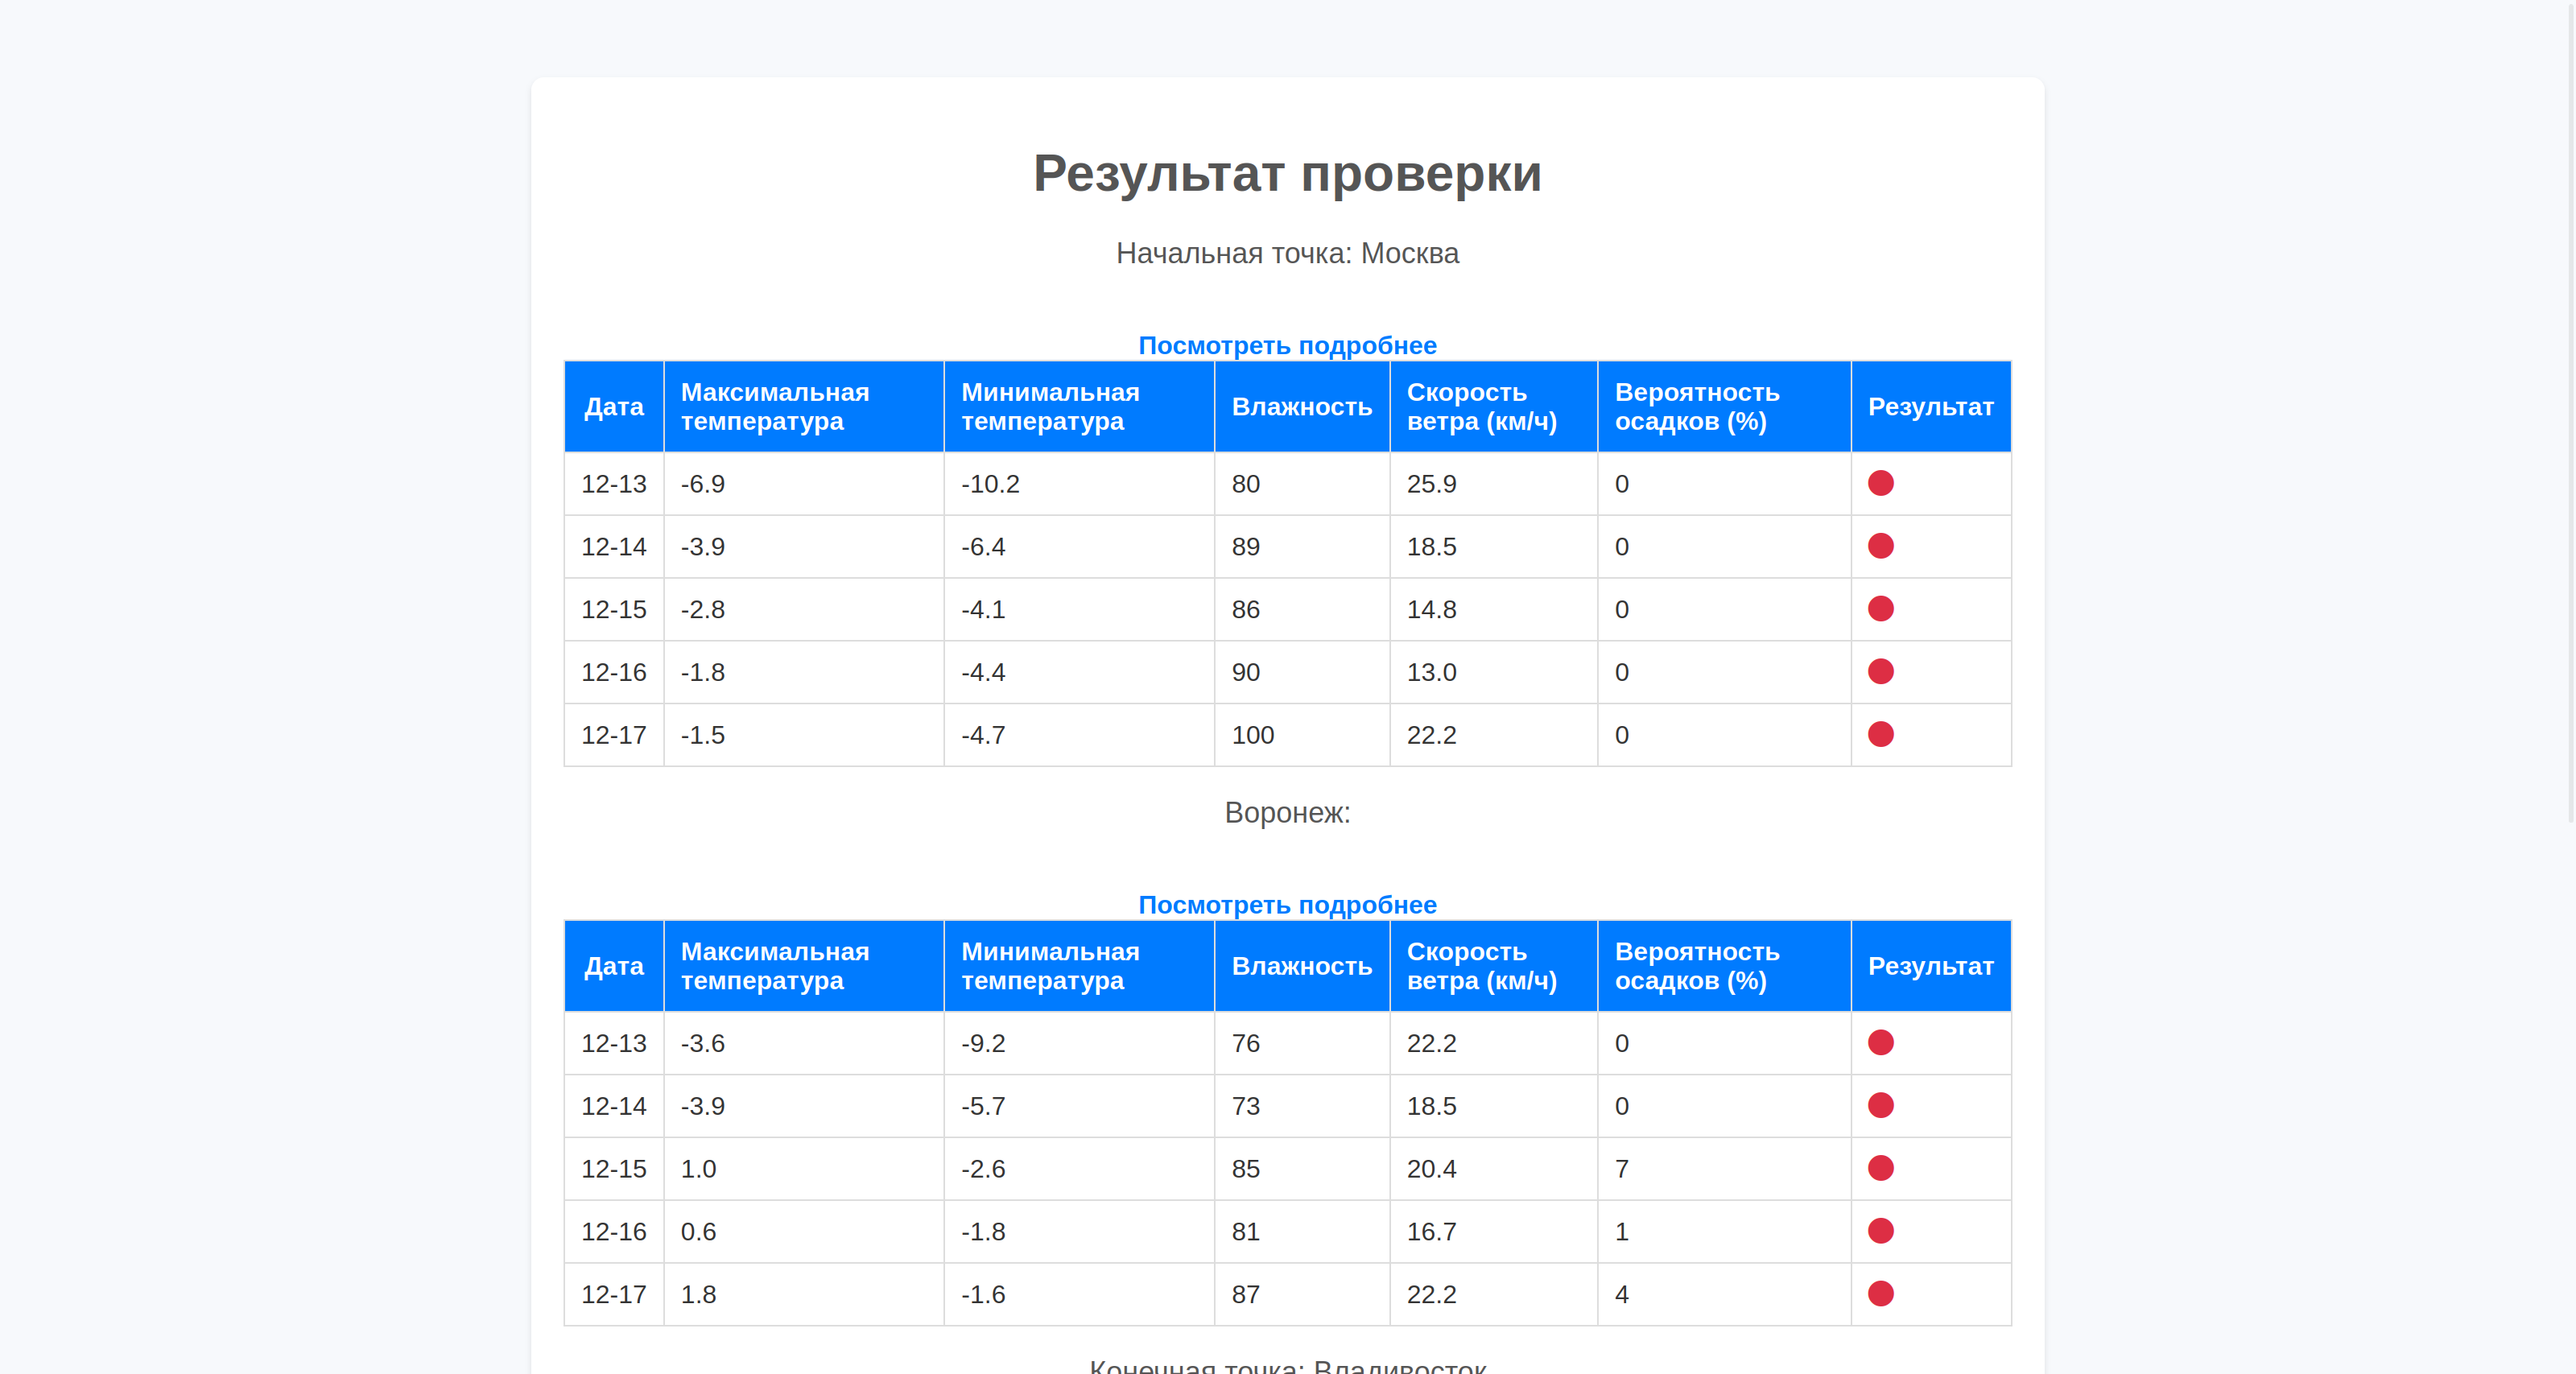 Результат проверки
Начальная точка: Москва
Посмотреть подробнее
Дата Максимальная температура Минимальная температура Влажность Скорость ветра (км/ч) Вероятность осадков (%) Результат
12-13 -6.9 -10.2 80 25.9 0
12-14 -3.9 -6.4 89 18.5 0
12-15 -2.8 -4.1 86 14.8 0
12-16 -1.8 -4.4 90 13.0 0
12-17 -1.5 -4.7 100 22.2 0
Воронеж:
Посмотреть подробнее
Дата Максимальная температура Минимальная температура Влажность Скорость ветра (км/ч) Вероятность осадков (%) Результат
12-13 -3.6 -9.2 76 22.2 0
12-14 -3.9 -5.7 73 18.5 0
12-15 1.0 -2.6 85 20.4 7
12-16 0.6 -1.8 81 16.7 1
12-17 1.8 -1.6 87 22.2 4
Конечная точка: Владивосток